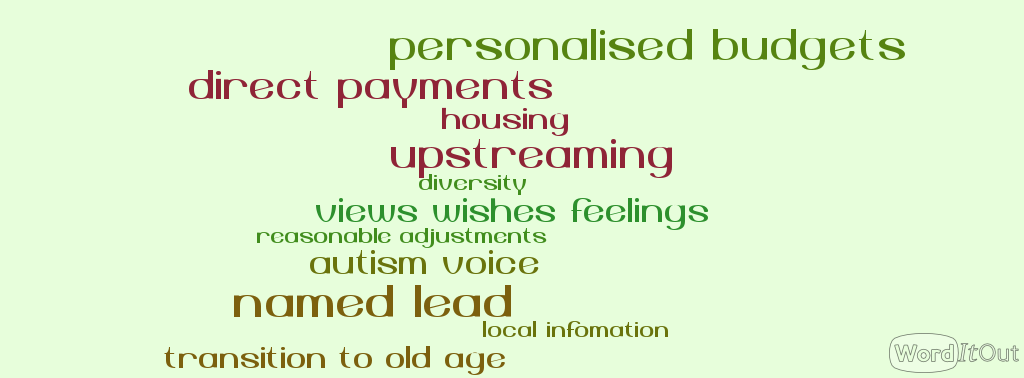 personalised budgets
direct payments
housing
upstreaming
diversity
views wishes feelings
reasonable adjustments
autism voice
named lead
local infomation
transition to old age
WordItOut